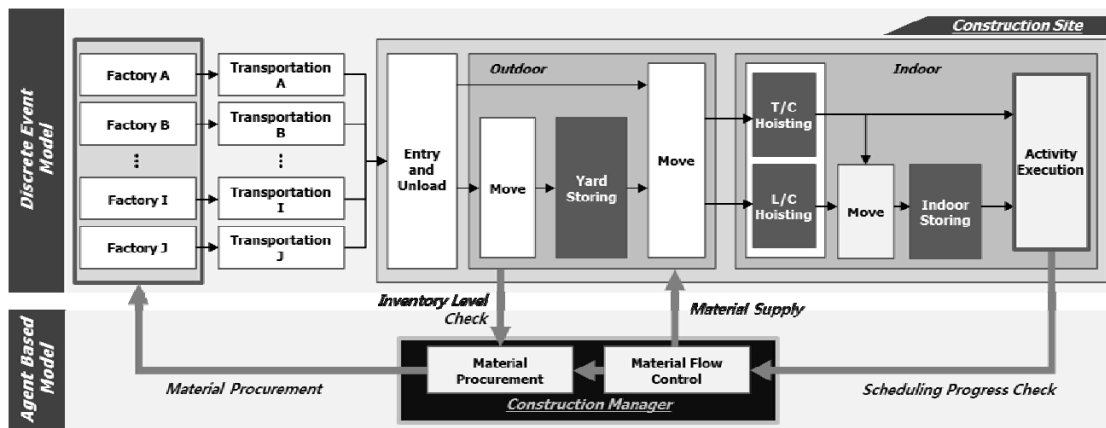 Construction Site
Discrete Event
Model
Factory A
Factory B
...
Factory I
Factory J
Transportation
A
Transportation
B
...
Transportation
I
Transportation
J
Entry
and
Unload
Outdoor
Move
Yard
Storing
Move
Indoor
T/C
Hoisting
L/C
Hoisting
Move
Indoor
Storing
Activity
Execution
Inventory Level
Check
Material Supply
Agent Based
Model
Material Procurement
Material
Procurement
Material Flow
Control
Construction Manager
Scheduling Progress Check